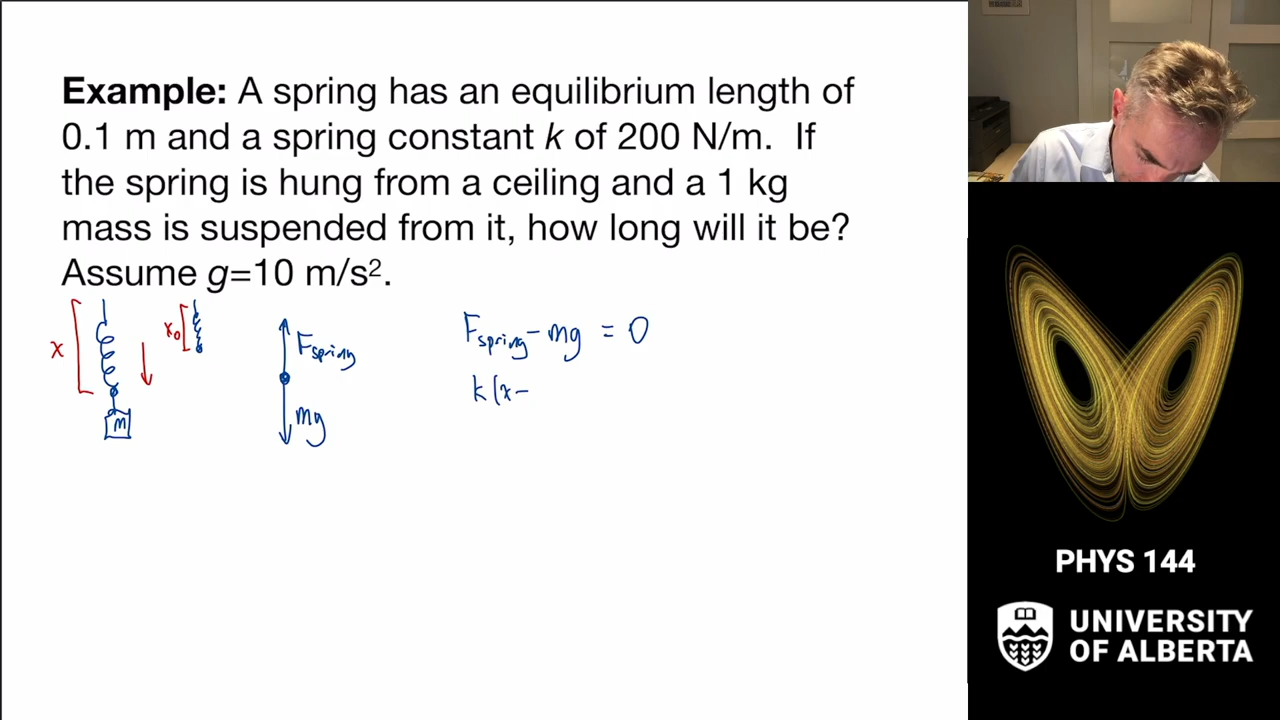 Example: A spring has an equilibrium length of
0.1 m and a spring constant k of 200 N/m. If
the spring is hung from a ceiling and a 1 kg
mass is suspended from it, how long will it be?
Assume g=10 m/s².
x
x₀
m
Fspring
mg
Fspring - mg = 0
k(x-
PHYS 144
UNIVERSITY
OF ALBERTA